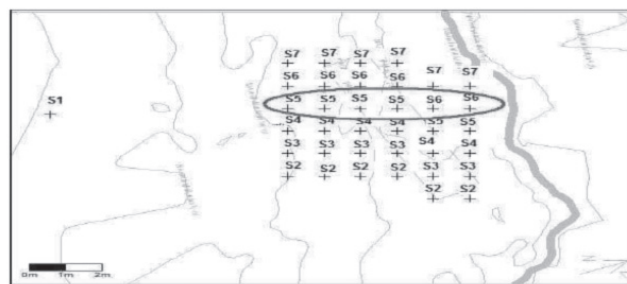 S7 S7 S7 S7
S7 S7
S6 S6 S6 S6
S1
S5 S5 S5 S5 S6 S6
S4 S4 S4 S4 S5 S5
S3 S3 S3 S3 S4 S4
S2 S2 S2 S2 S3 S3
S2 S2
0m 1m 2m